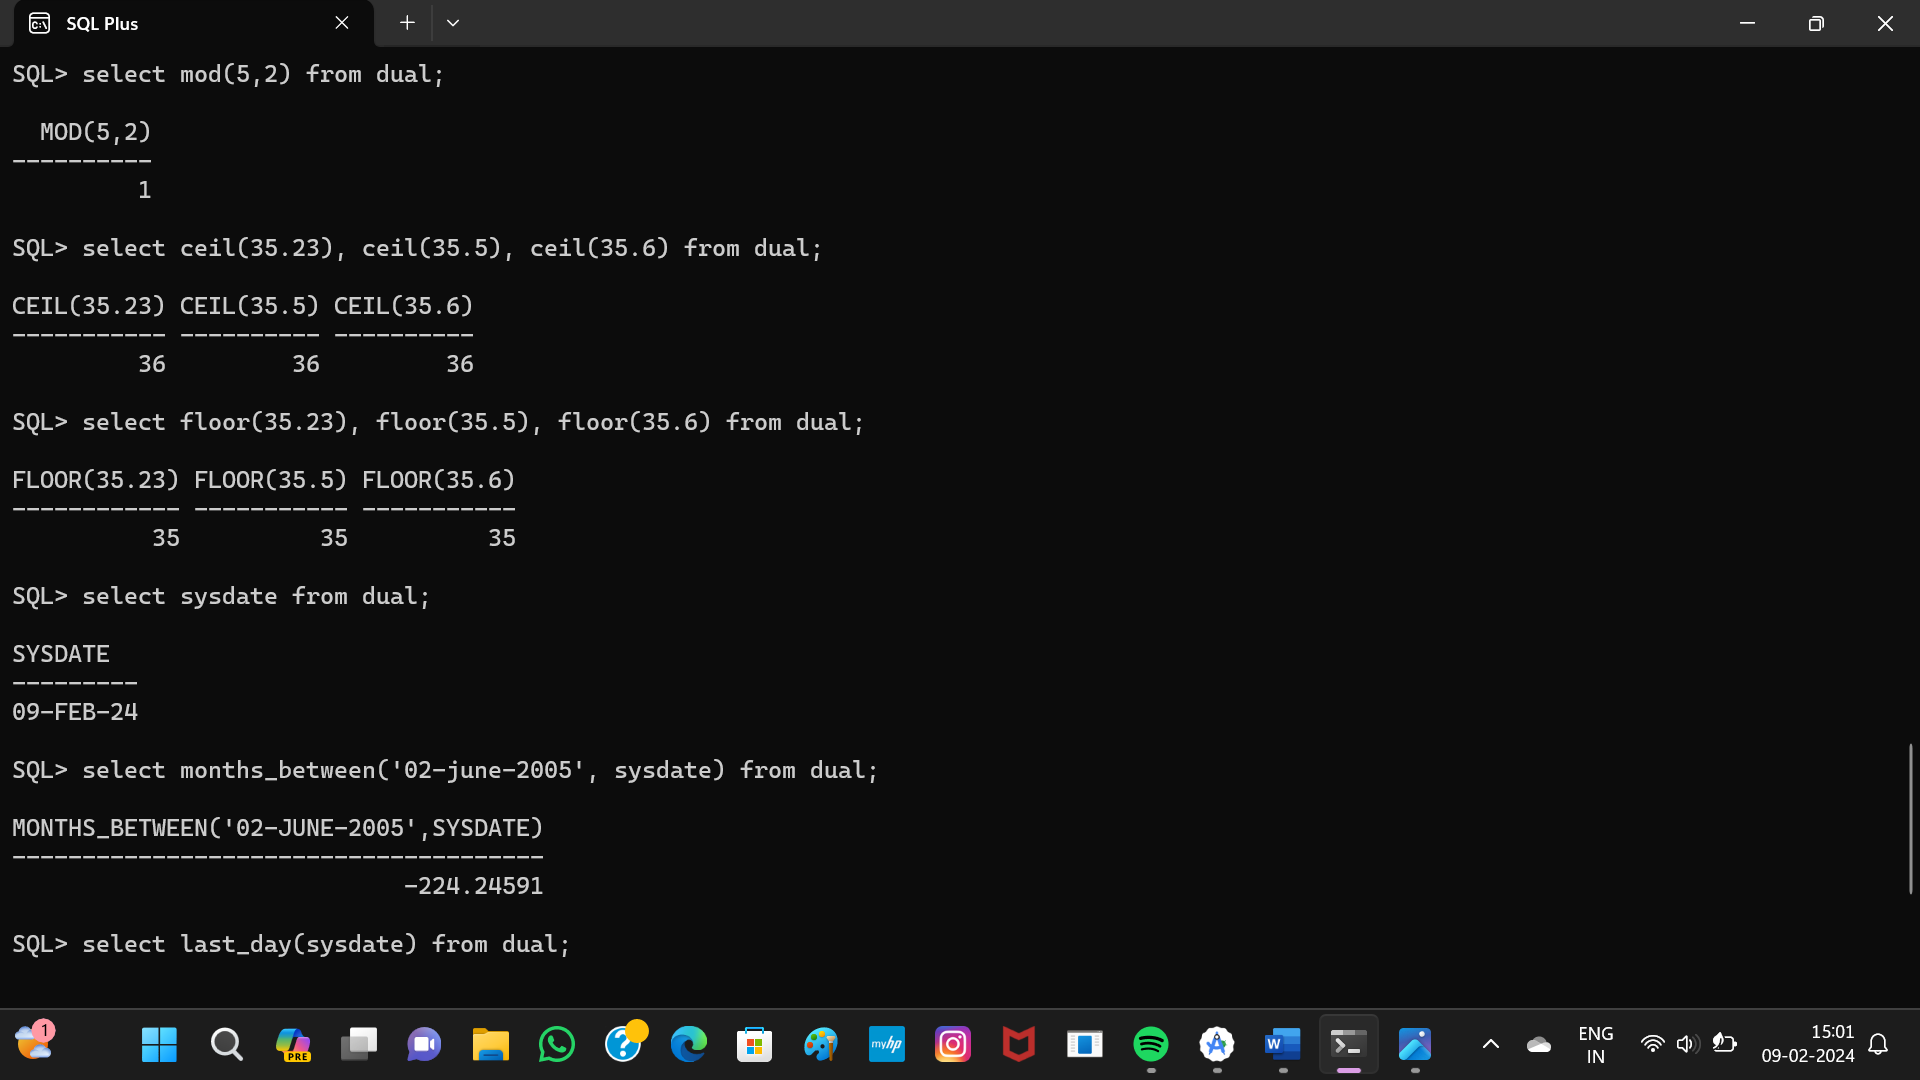 SQL Plus
SQL> select mod(5,2) from dual;
MOD(5,2)
----------
1
SQL> select ceil(35.23), ceil(35.5), ceil(35.6) from dual;
CEIL(35.23) CEIL(35.5) CEIL(35.6)
----------- ---------- ----------
36 36 36
SQL> select floor(35.23), floor(35.5), floor(35.6) from dual;
FLOOR(35.23) FLOOR(35.5) FLOOR(35.6)
------------ ----------- -----------
35 35 35
SQL> select sysdate from dual;
SYSDATE
---------
09-FEB-24
SQL> select months_between('02-june-2005', sysdate) from dual;
MONTHS_BETWEEN('02-JUNE-2005',SYSDATE)
--------------------------------------
-224.24591
SQL> select last_day(sysdate) from dual;
1
PRE
myhp
W
ENG
IN
15:01
09-02-2024